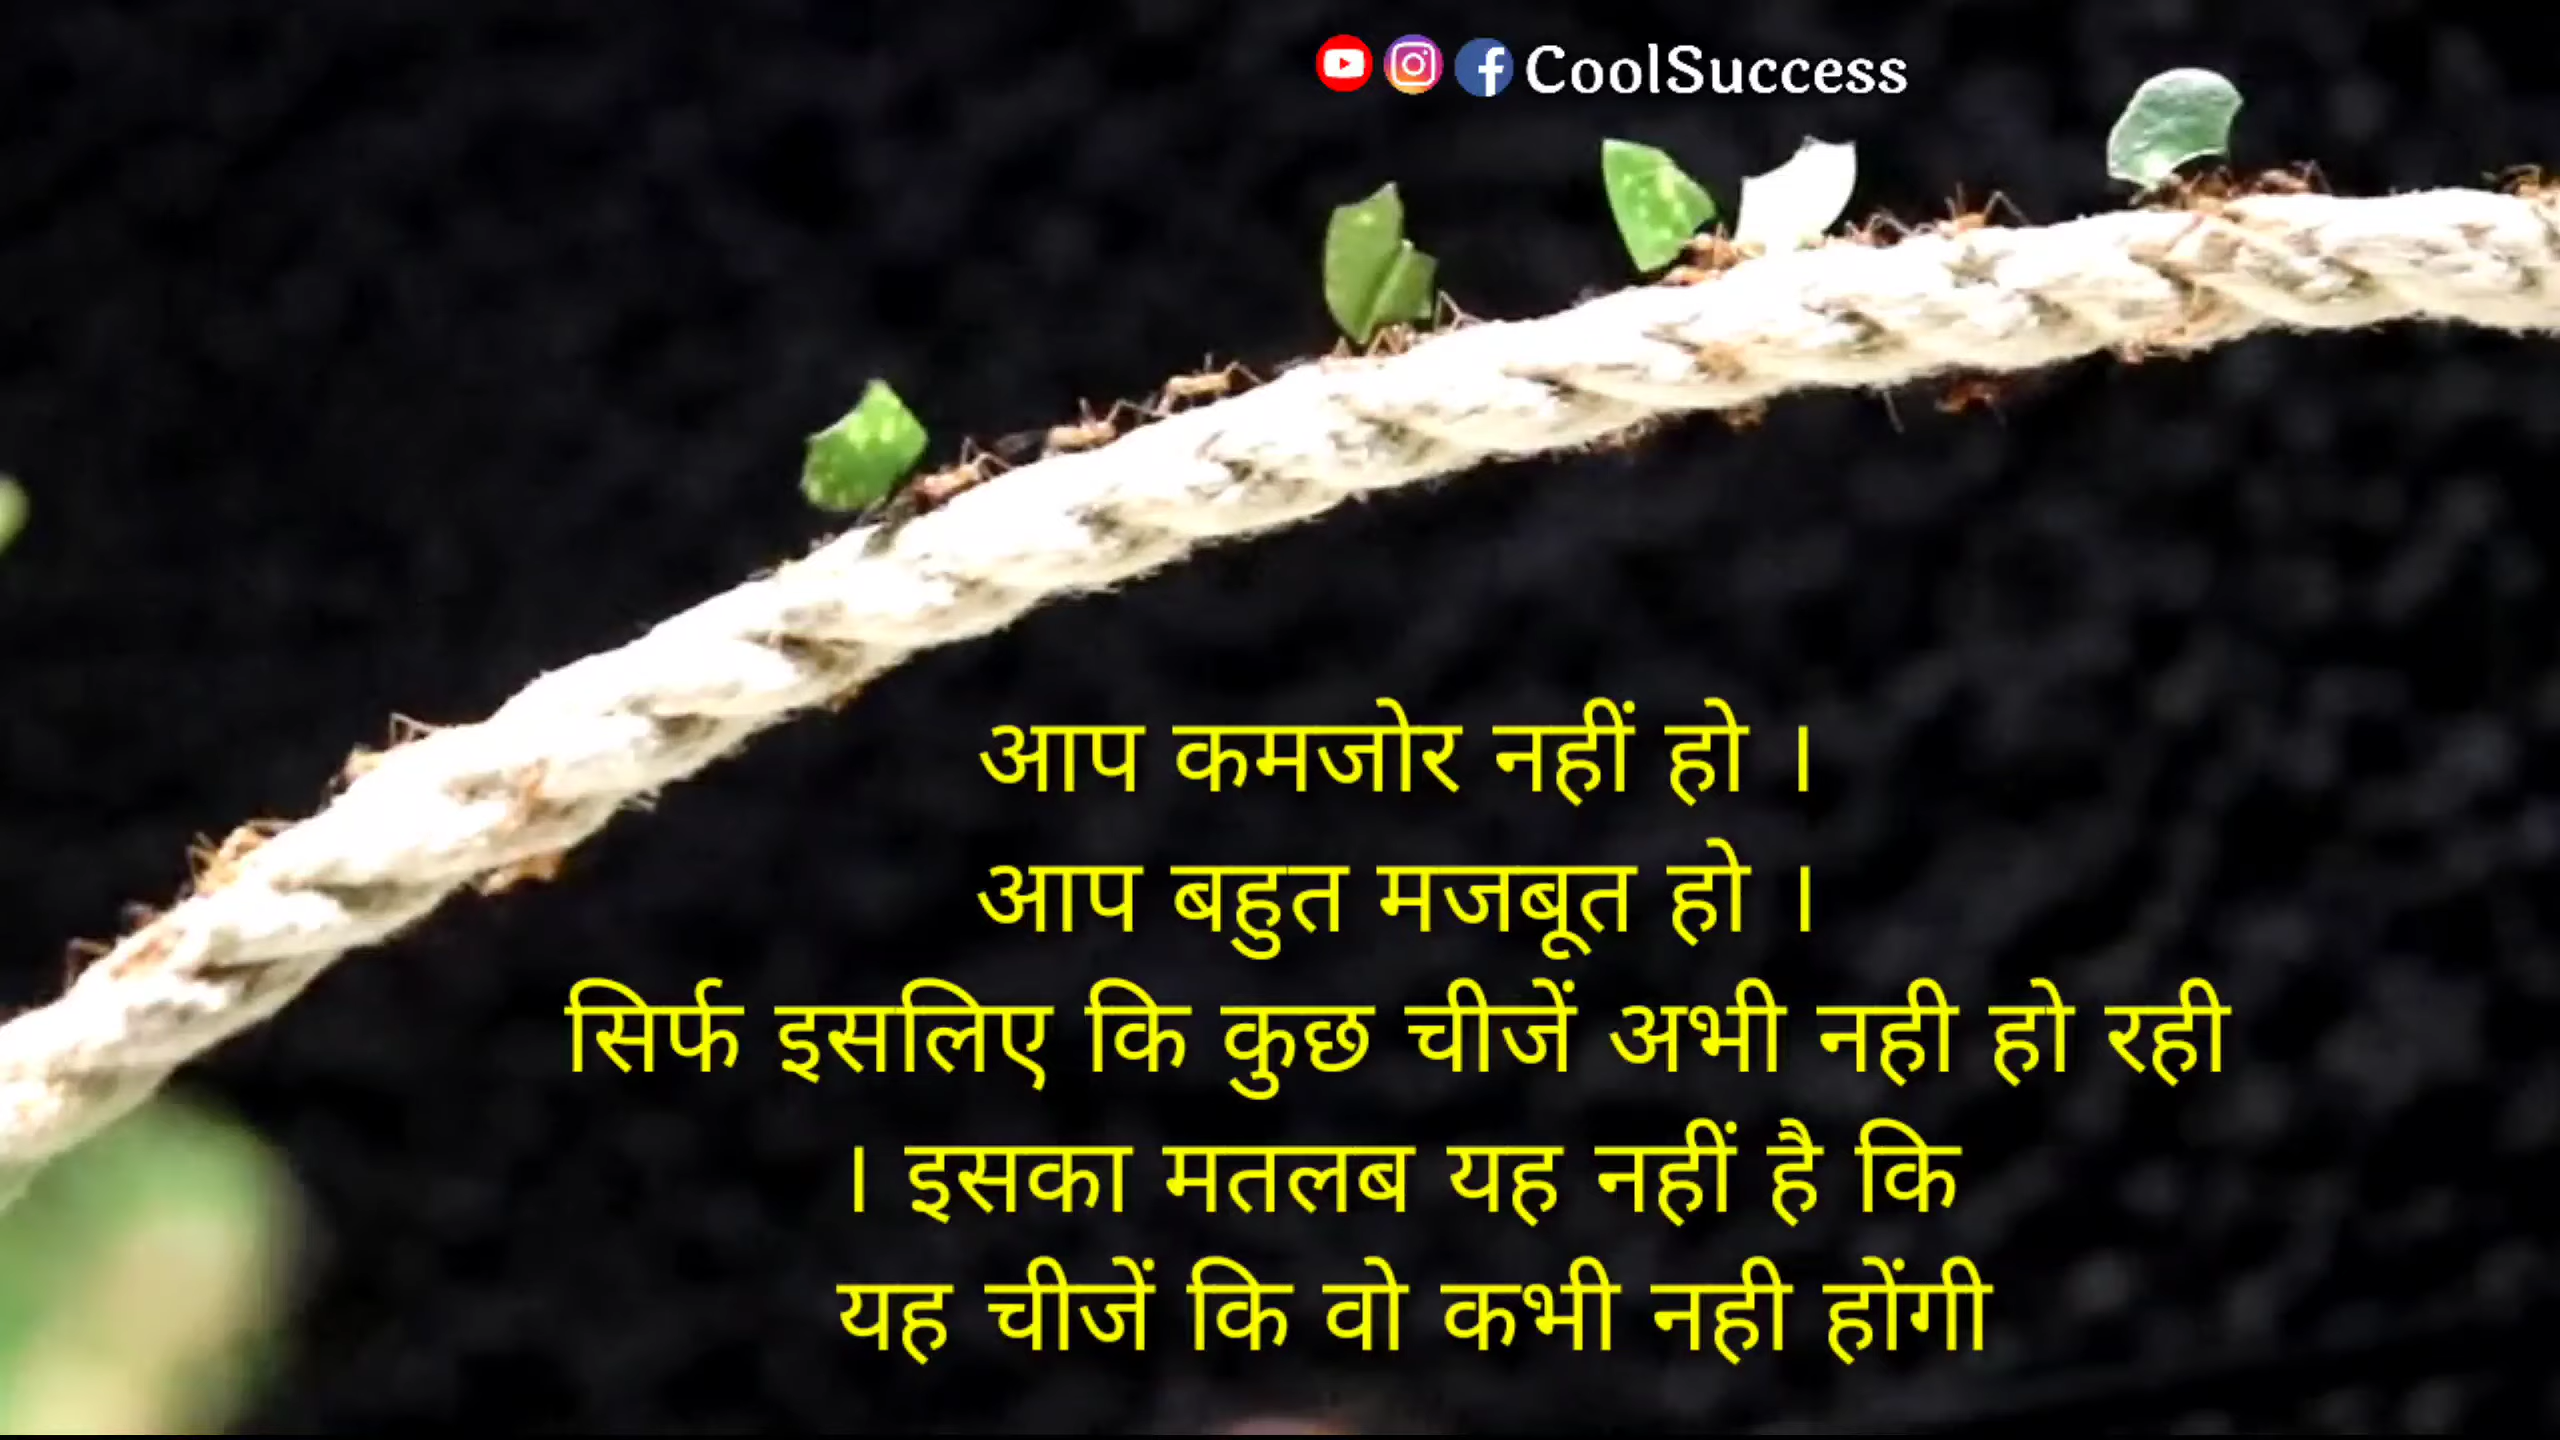 CoolSuccess
आप कमजोर नहीं हो ।
आप बहुत मजबूत हो ।
सिर्फ इसलिए कि कुछ चीजें अभी नही हो रही
। इसका मतलब यह नहीं है कि
यह चीजें कि वो कभी नही होंगी